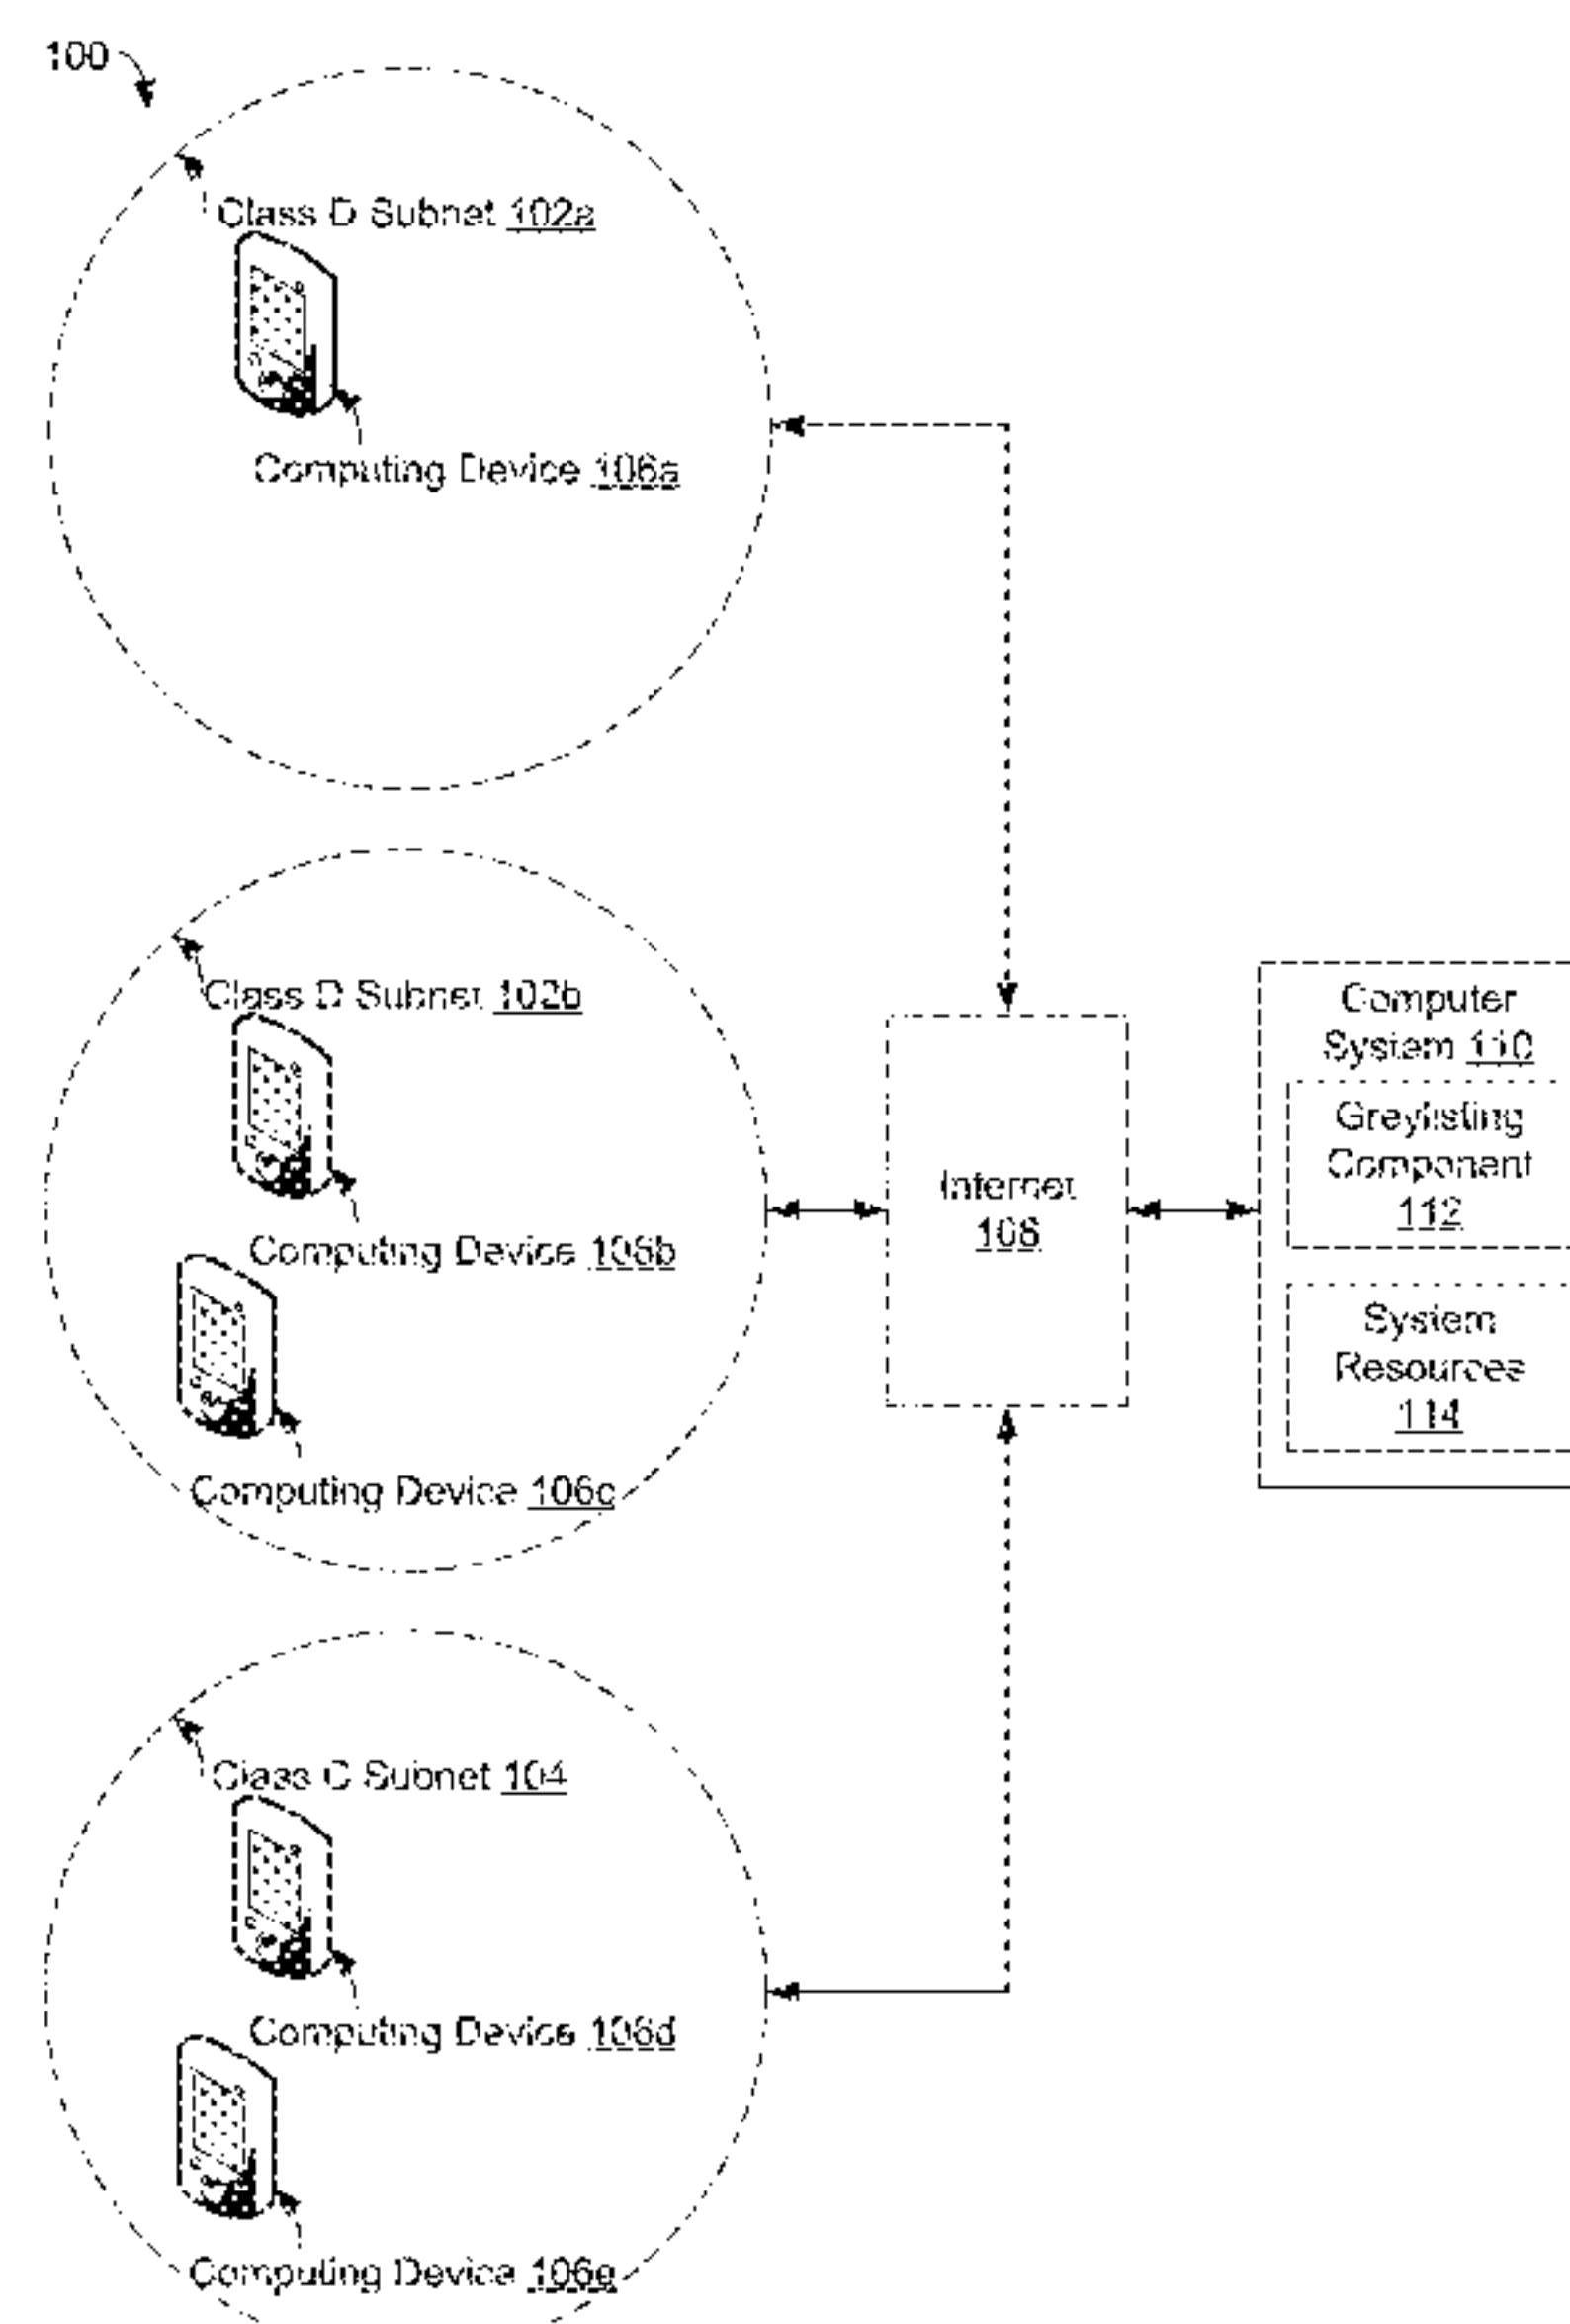 100
Class D Subnet 102a
Computing Device 106a
Class D Subnet 102b
Computing Device 106b
Computing Device 106c
Class C Subnet 104
Computing Device 106d
Computing Device 106e
Internet
108
Computer
System 110
Greylisting
Component
112
System
Resources
114